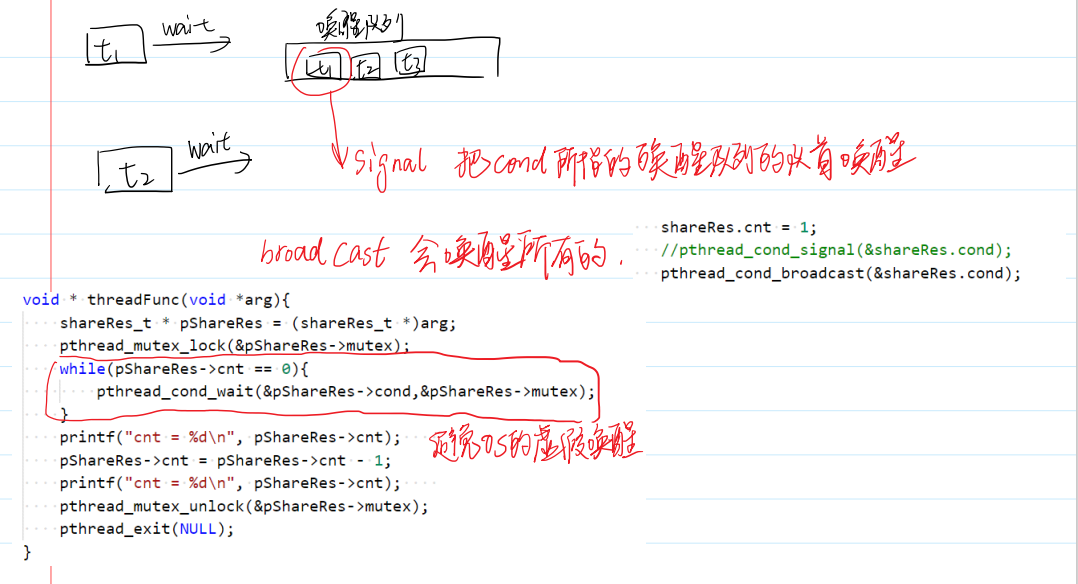 t1 wait 唤醒队列
t1 t2 t3
t2 wait
signal 把cond所指的唤醒队列的队首唤醒
broadcast 会唤醒所有的.
shareRes.cnt = 1;
//pthread_cond_signal(&shareRes.cond);
pthread_cond_broadcast(&shareRes.cond);
void * threadFunc(void *arg){
shareRes_t * pShareRes = (shareRes_t *)arg;
pthread_mutex_lock(&pShareRes->mutex);
while(pShareRes->cnt == 0){
pthread_cond_wait(&pShareRes->cond,&pShareRes->mutex);
}
printf("cnt = %d\n", pShareRes->cnt);
避免OS的虚假唤醒
pShareRes->cnt = pShareRes->cnt - 1;
printf("cnt = %d\n", pShareRes->cnt);
pthread_mutex_unlock(&pShareRes->mutex);
pthread_exit(NULL);
}